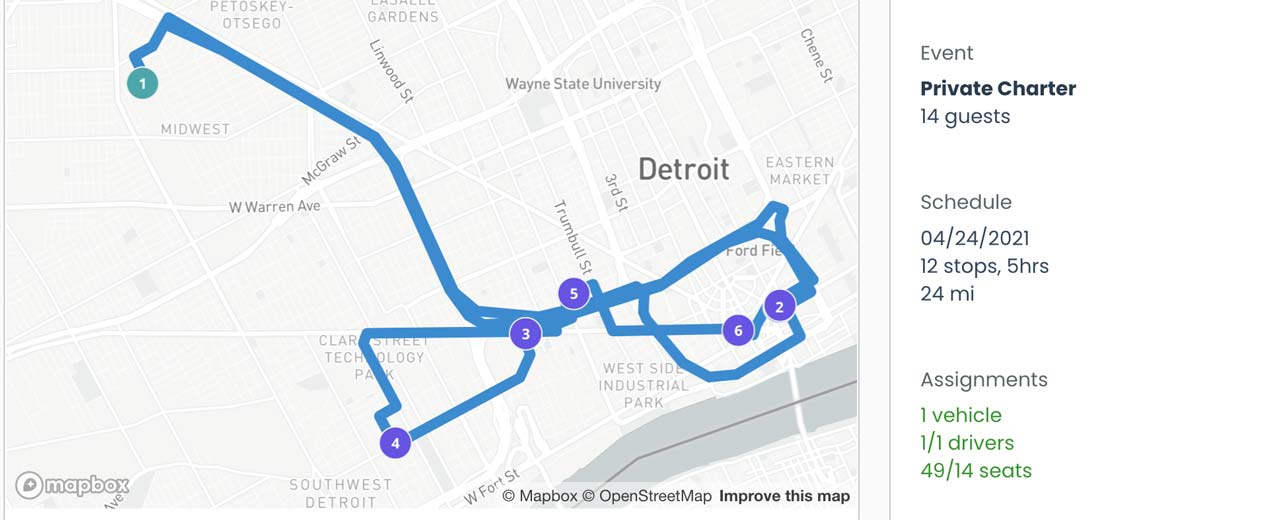 PETOSKEY-
OTSEGO
LASALLE
GARDENS
Linwood St
Chene St
Wayne State University
1
MIDWEST
McGraw St
Detroit
EASTERN
MARKET
3rd St
W Warren Ave
Trumbull St
Ford Fie
5
2
3
6
CLARK STREET
TECHNOLOGY
PARK
WEST SIDE
INDUSTRIAL
PARK
4
SOUTHWEST
DETROIT
W Fort St
Ave
mapbox
© Mapbox © OpenStreetMap Improve this map
Event
Private Charter
14 guests
Schedule
04/24/2021
12 stops, 5hrs
24 mi
Assignments
1 vehicle
1/1 drivers
49/14 seats